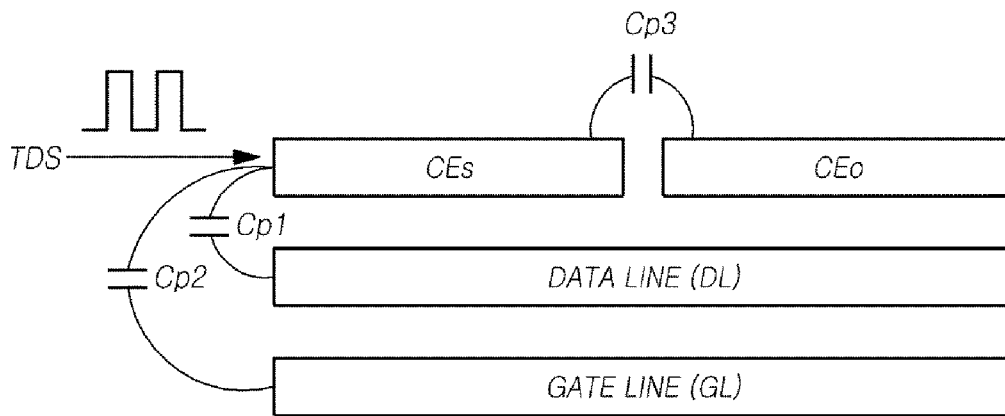 Cp3
TDS
CEs
CEo
Cp1
Cp2
DATA LINE (DL)
GATE LINE (GL)